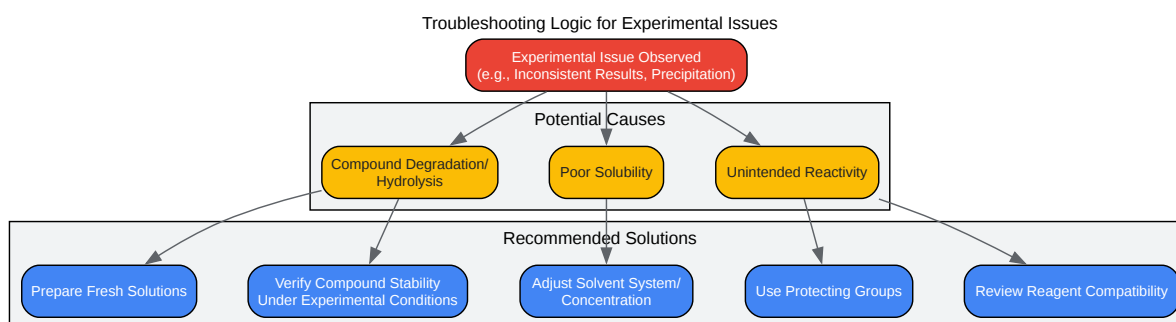 Troubleshooting Logic for Experimental Issues
Experimental Issue Observed
(e.g., Inconsistent Results, Precipitation)
Potential Causes
Compound Degradation/
Hydrolysis
Poor Solubility
Unintended Reactivity
Recommended Solutions
Prepare Fresh Solutions
Verify Compound Stability
Under Experimental Conditions
Adjust Solvent System/
Concentration
Use Protecting Groups
Review Reagent Compatibility